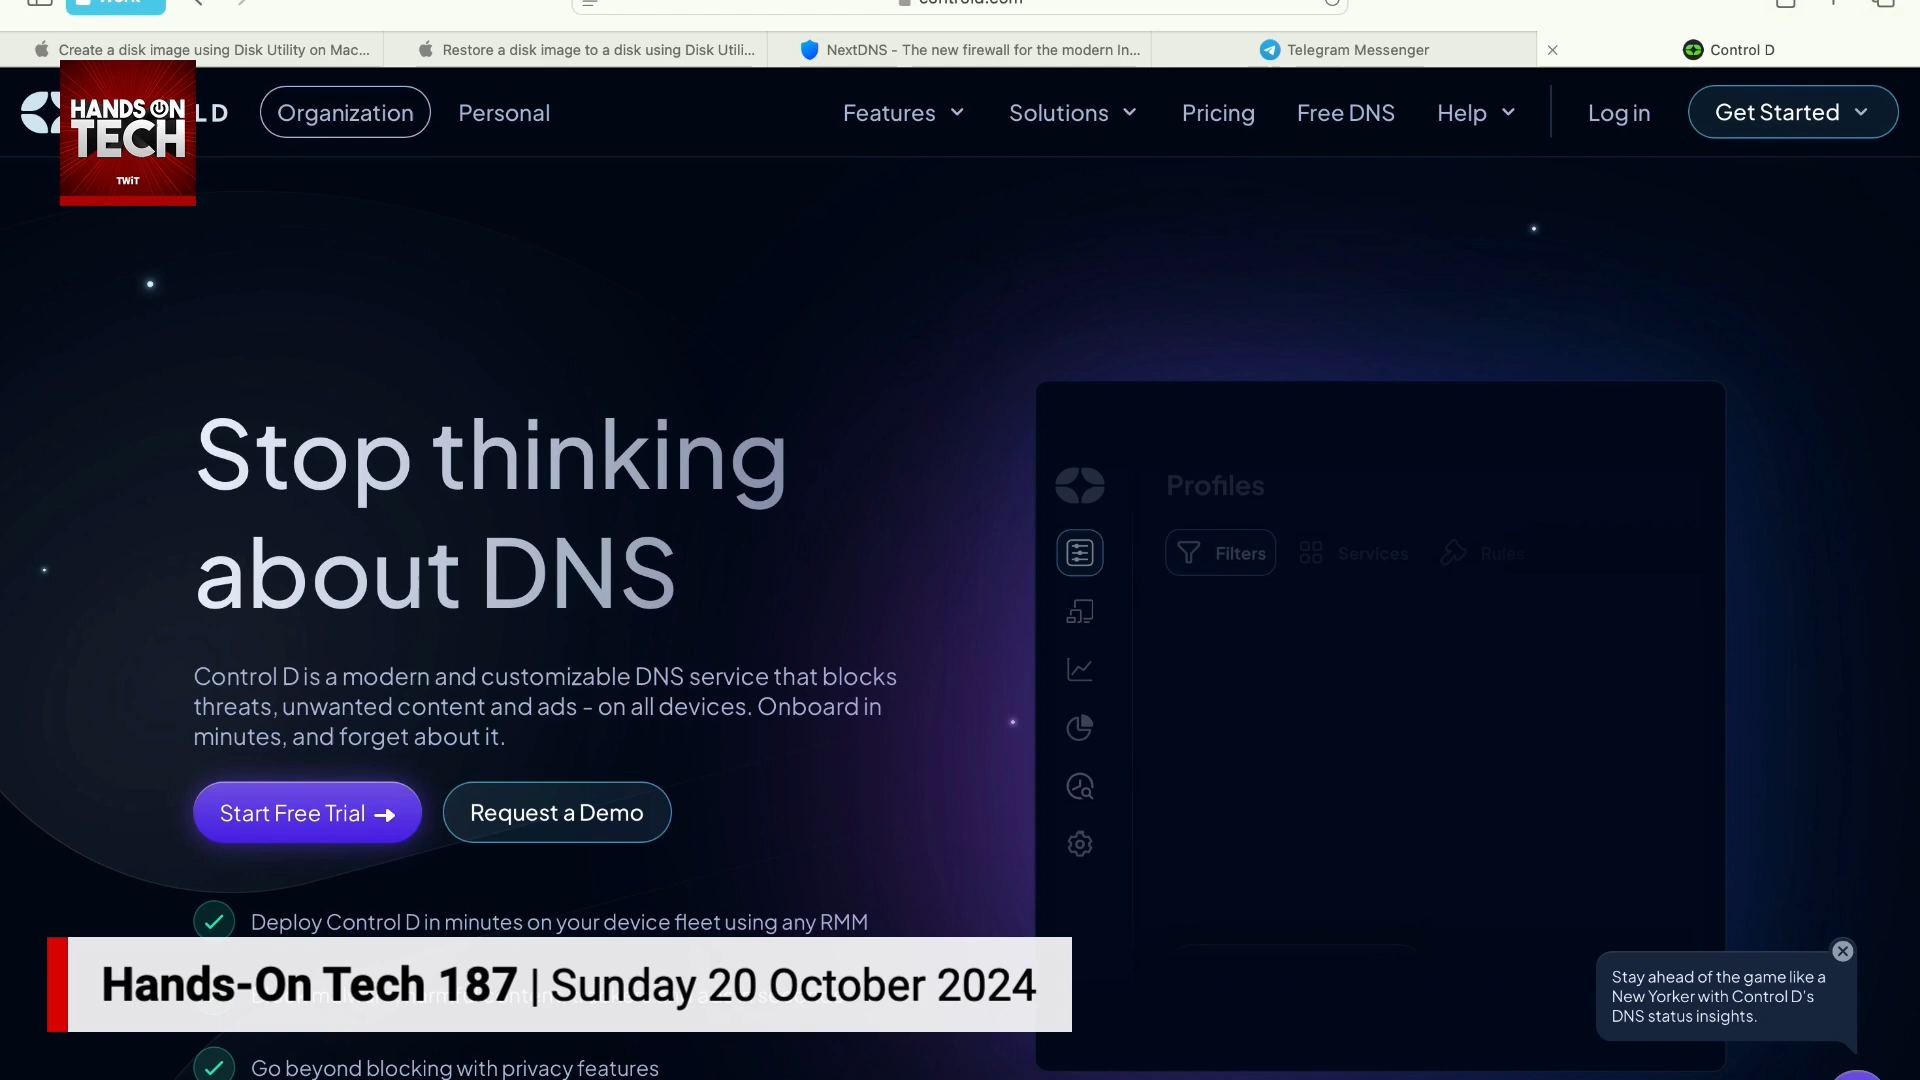 Create a disk image using Disk Utility on Mac...
Restore a disk image to a disk using Disk Utili...
NextDNS - The new firewall for the modern In...
Telegram Messenger
Control D
HANDS ON
TECH
TWiT
LD
Organization
Personal
Features
Solutions
Pricing
Free DNS
Help
Log in
Get Started
Stop thinking
about DNS
Control D is a modern and customizable DNS service that blocks
threats, unwanted content and ads - on all devices. Onboard in
minutes, and forget about it.
Start Free Trial
Request a Demo
Deploy Control D in minutes on your device fleet using any RMM
Go beyond blocking with privacy features
Profiles
Filters
Services
Rules
Hands-On Tech 187 | Sunday 20 October 2024
Stay ahead of the game like a
New Yorker with Control D's
DNS status insights.